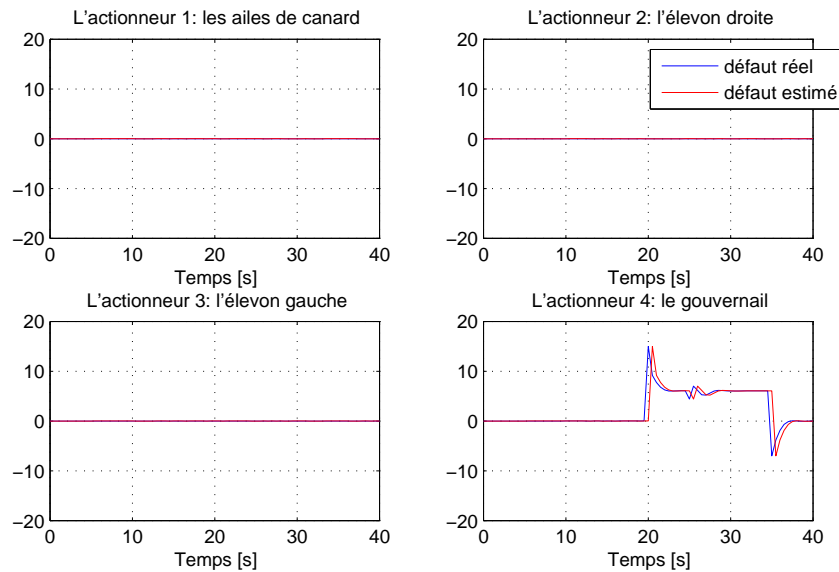 L'actionneur 1: les ailes de canard
20
10
0
−10
−20
0 10 20 30 40
Temps [s]
L'actionneur 2: l'élevon droite
défaut réel
défaut estimé
20
10
0
−10
−20
0 10 20 30 40
Temps [s]
L'actionneur 3: l'élevon gauche
20
10
0
−10
−20
0 10 20 30 40
Temps [s]
L'actionneur 4: le gouvernail
20
10
0
−10
−20
0 10 20 30 40
Temps [s]